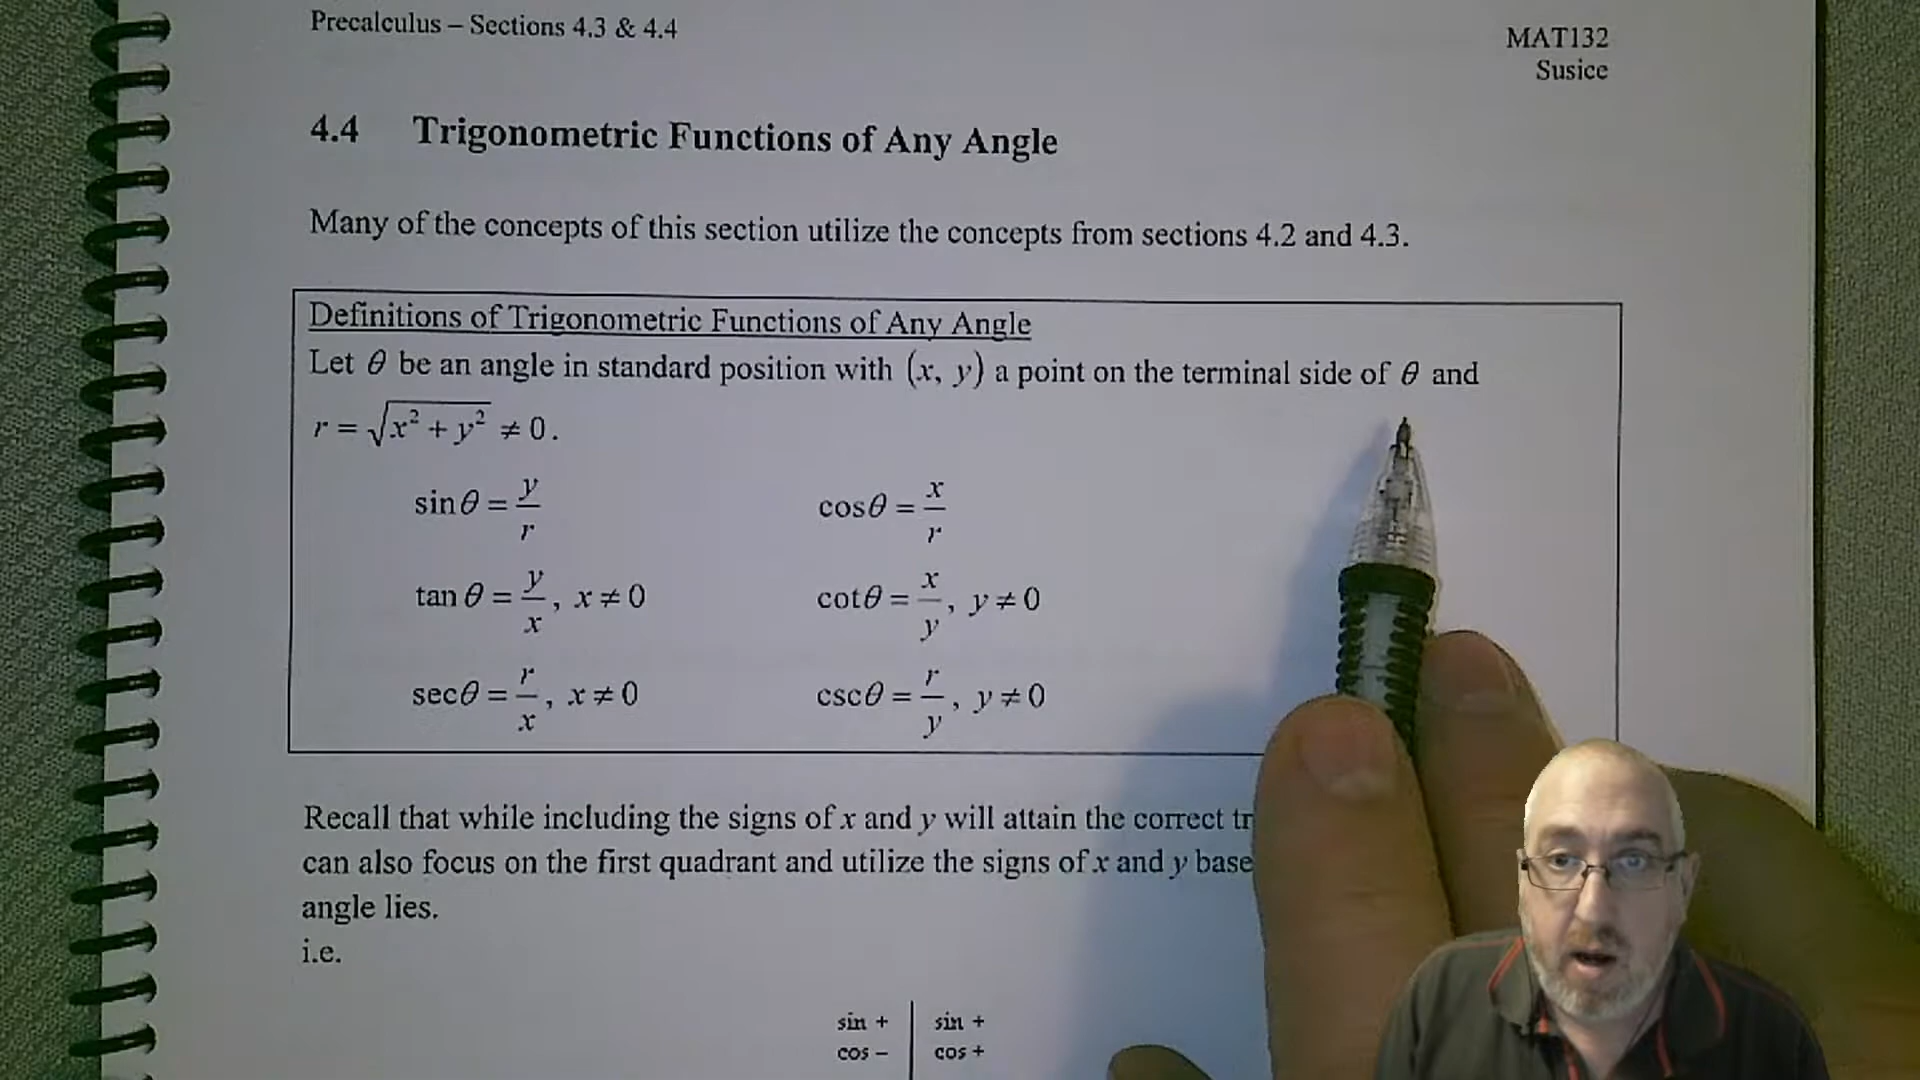 Precalculus – Sections 4.3 & 4.4
MAT132
Susice
4.4 Trigonometric Functions of Any Angle
Many of the concepts of this section utilize the concepts from sections 4.2 and 4.3.
Definitions of Trigonometric Functions of Any Angle
Let θ be an angle in standard position with (x, y) a point on the terminal side of θ and
r = √(x² + y²) ≠ 0.
sin θ = y/r cos θ = x/r
tan θ = y/x, x ≠ 0 cot θ = x/y, y ≠ 0
sec θ = r/x, x ≠ 0 csc θ = r/y, y ≠ 0
Recall that while including the signs of x and y will attain the correct
can also focus on the first quadrant and utilize the signs of x and y
angle lies.
i.e.
sin + sin +
cos – cos +